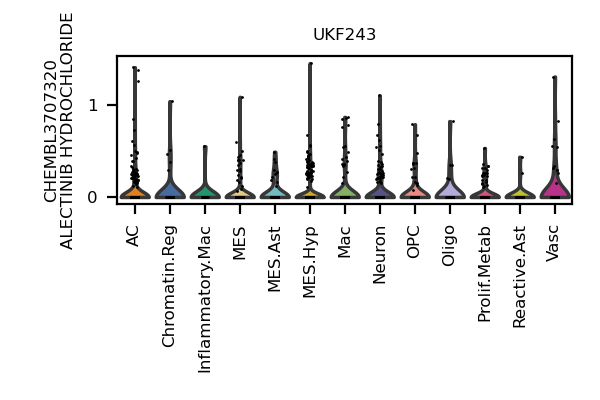 UKF243
CHEMBL3707320
ALECTINIB HYDROCHLORIDE
1
0
AC
Chromatin.Reg
Inflammatory.Mac
MES
MES.Ast
MES.Hyp
Mac
Neuron
OPC
Oligo
Prolif.Metab
Reactive.Ast
Vasc